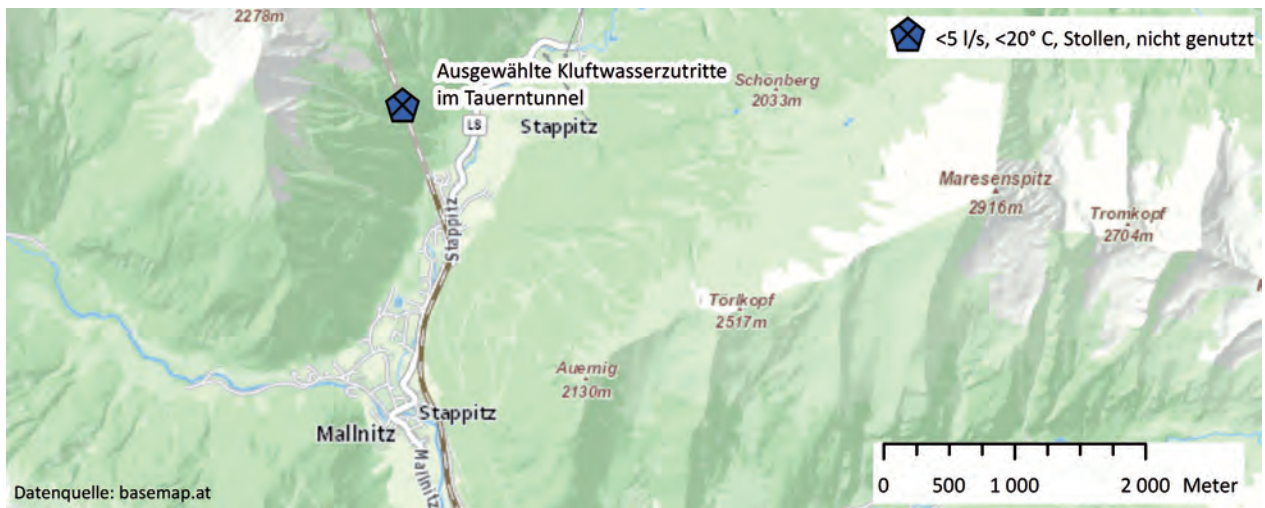 2278m
<5 l/s, <20° C, Stollen, nicht genutzt
Ausgewählte Kluftwasserzutritte
im Tauerntunnel
Schönberg
2033m
L8
Stappitz
Maresenspitz
2916m
Tromkopf
2704m
Stappitz
Törlkopf
2517m
Auernig
2130m
Stappitz
Mallnitz
Mallnitz
Datenquelle: basemap.at
0 500 1 000 2 000 Meter